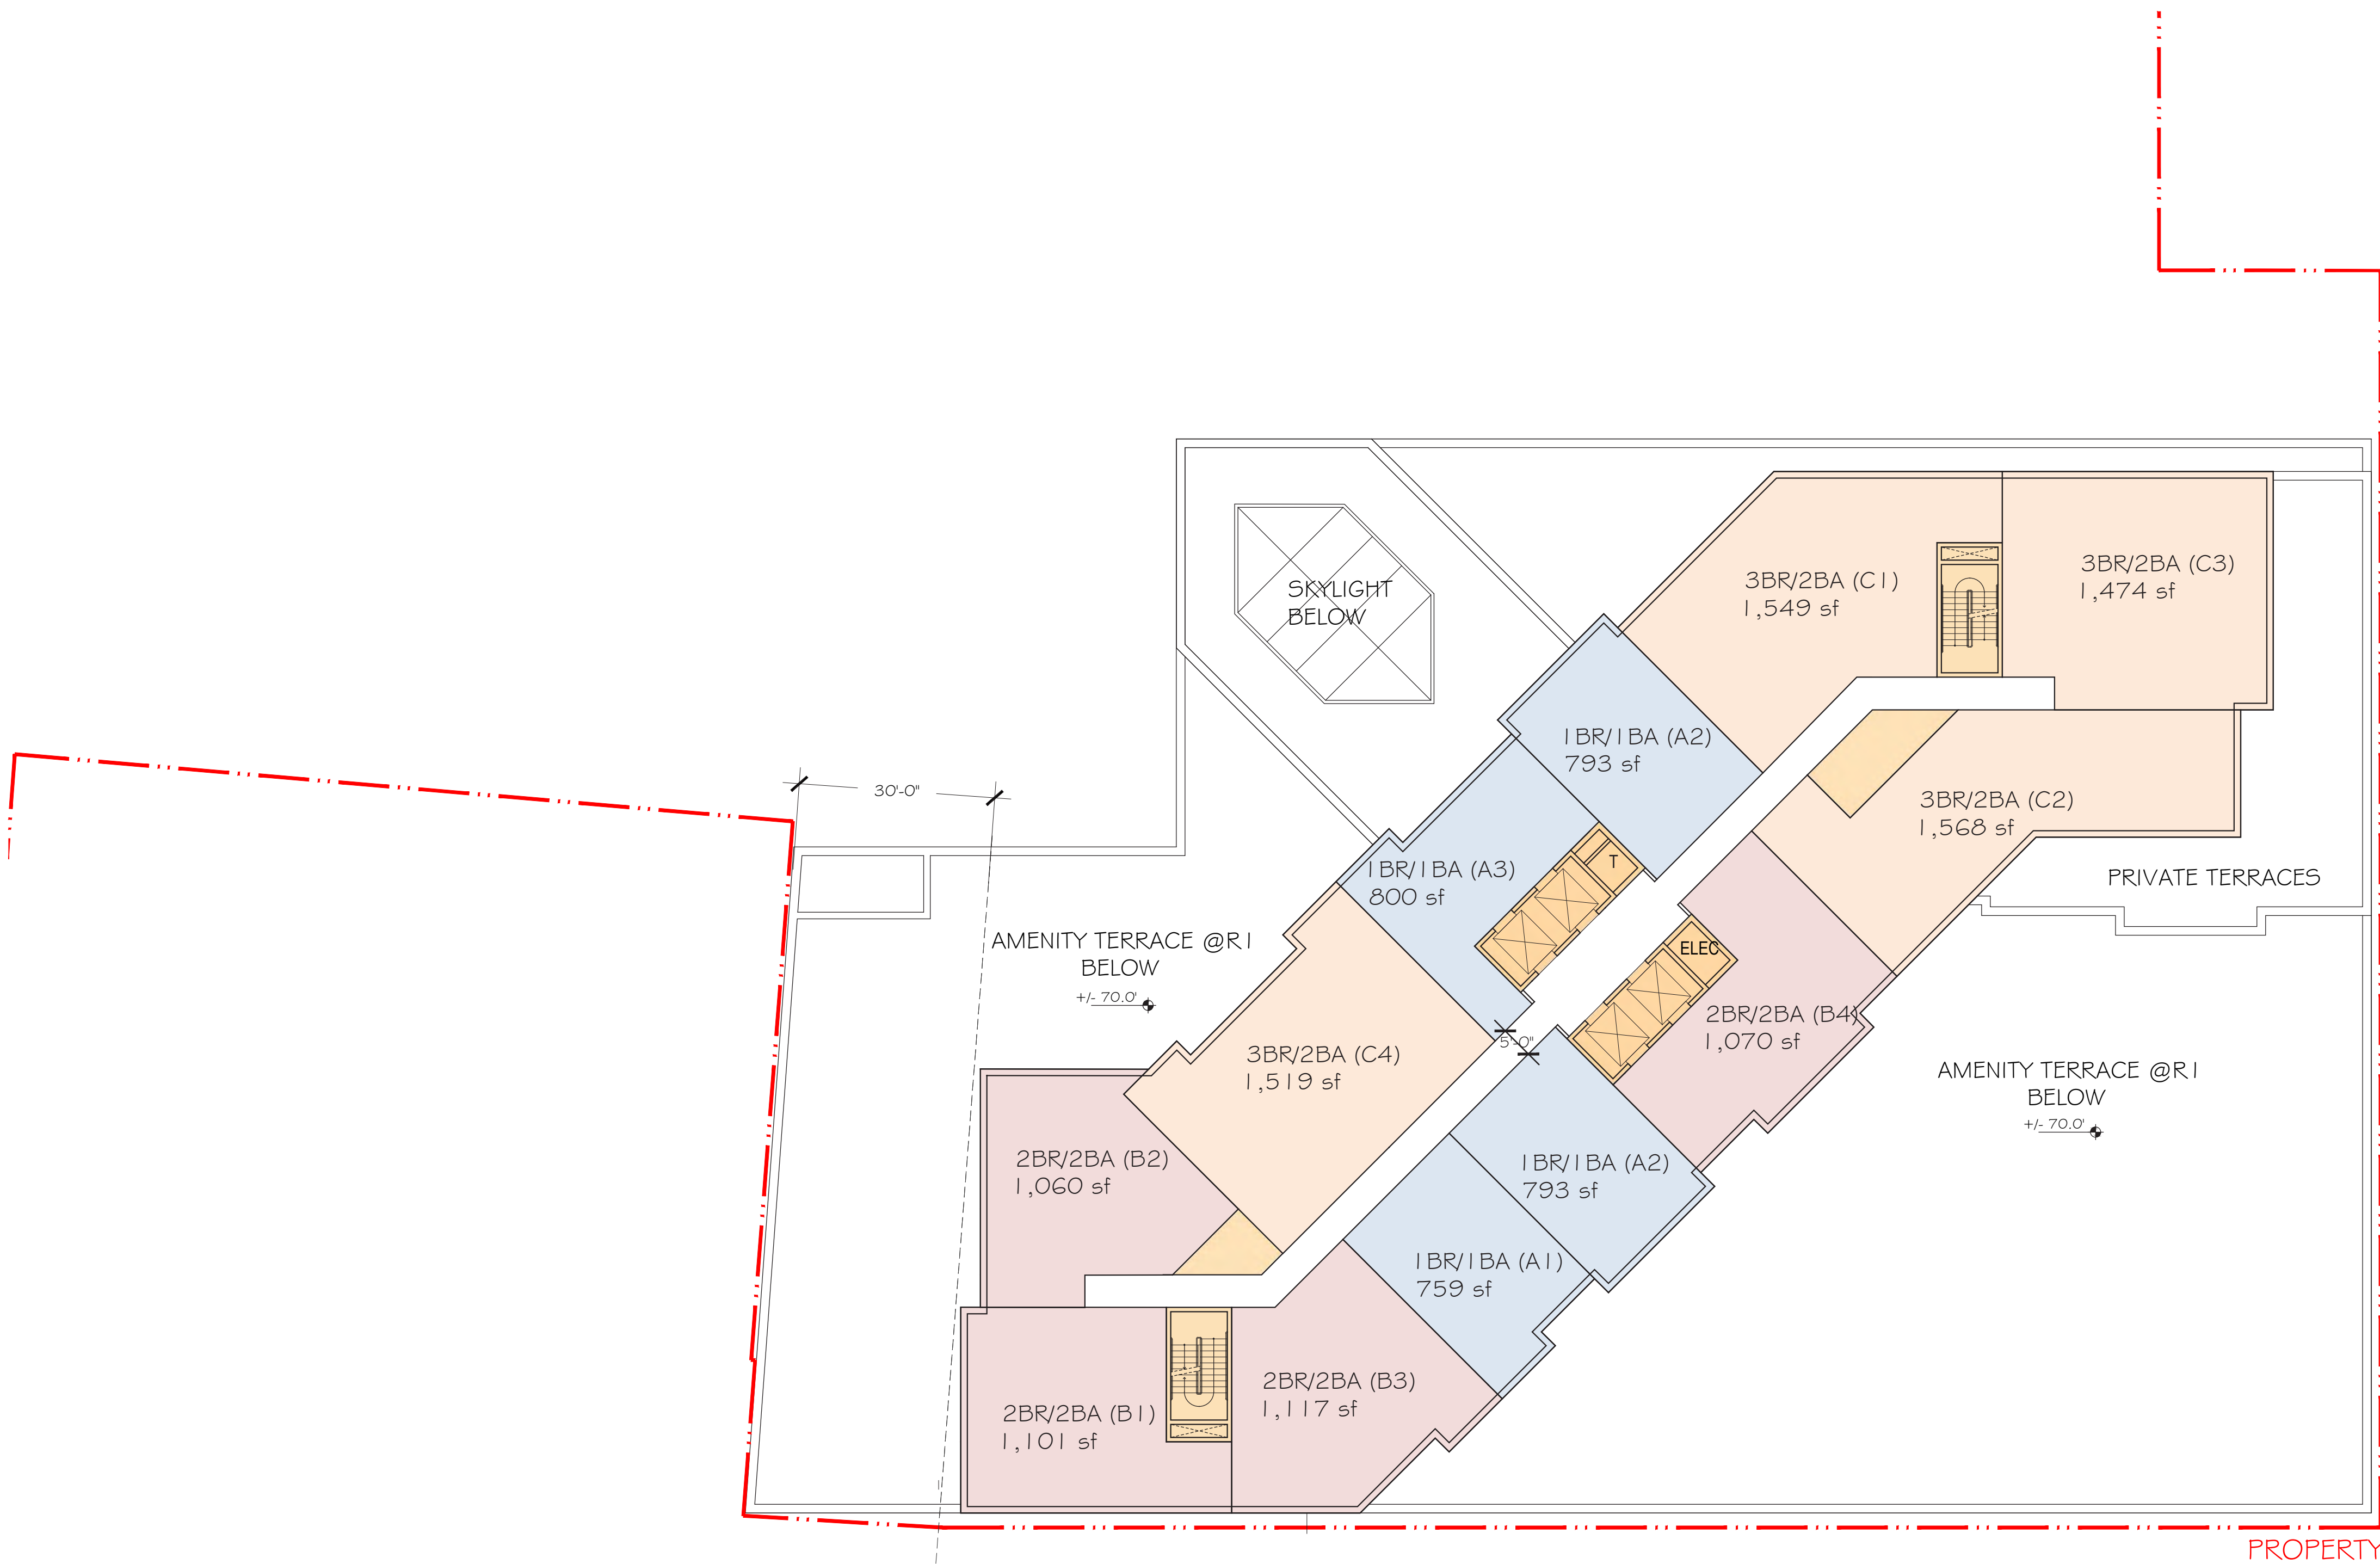 3BR/2BA (C3)
1,474 sf
3BR/2BA (C1)
1,549 sf
SKYLIGHT
BELOW
1BR/1BA (A2)
793 sf
30'-0"
3BR/2BA (C2)
1,568 sf
T
1BR/1BA (A3)
800 sf
PRIVATE TERRACES
AMENITY TERRACE @R1
BELOW
+/- 70.0'
ELEC
2BR/2BA (B4)
1,070 sf
5'-0"
3BR/2BA (C4)
1,519 sf
AMENITY TERRACE @R1
BELOW
+/- 70.0'
2BR/2BA (B2)
1,060 sf
1BR/1BA (A2)
793 sf
1BR/1BA (A1)
759 sf
2BR/2BA (B3)
1,117 sf
2BR/2BA (B1)
1,101 sf
PROPERTY